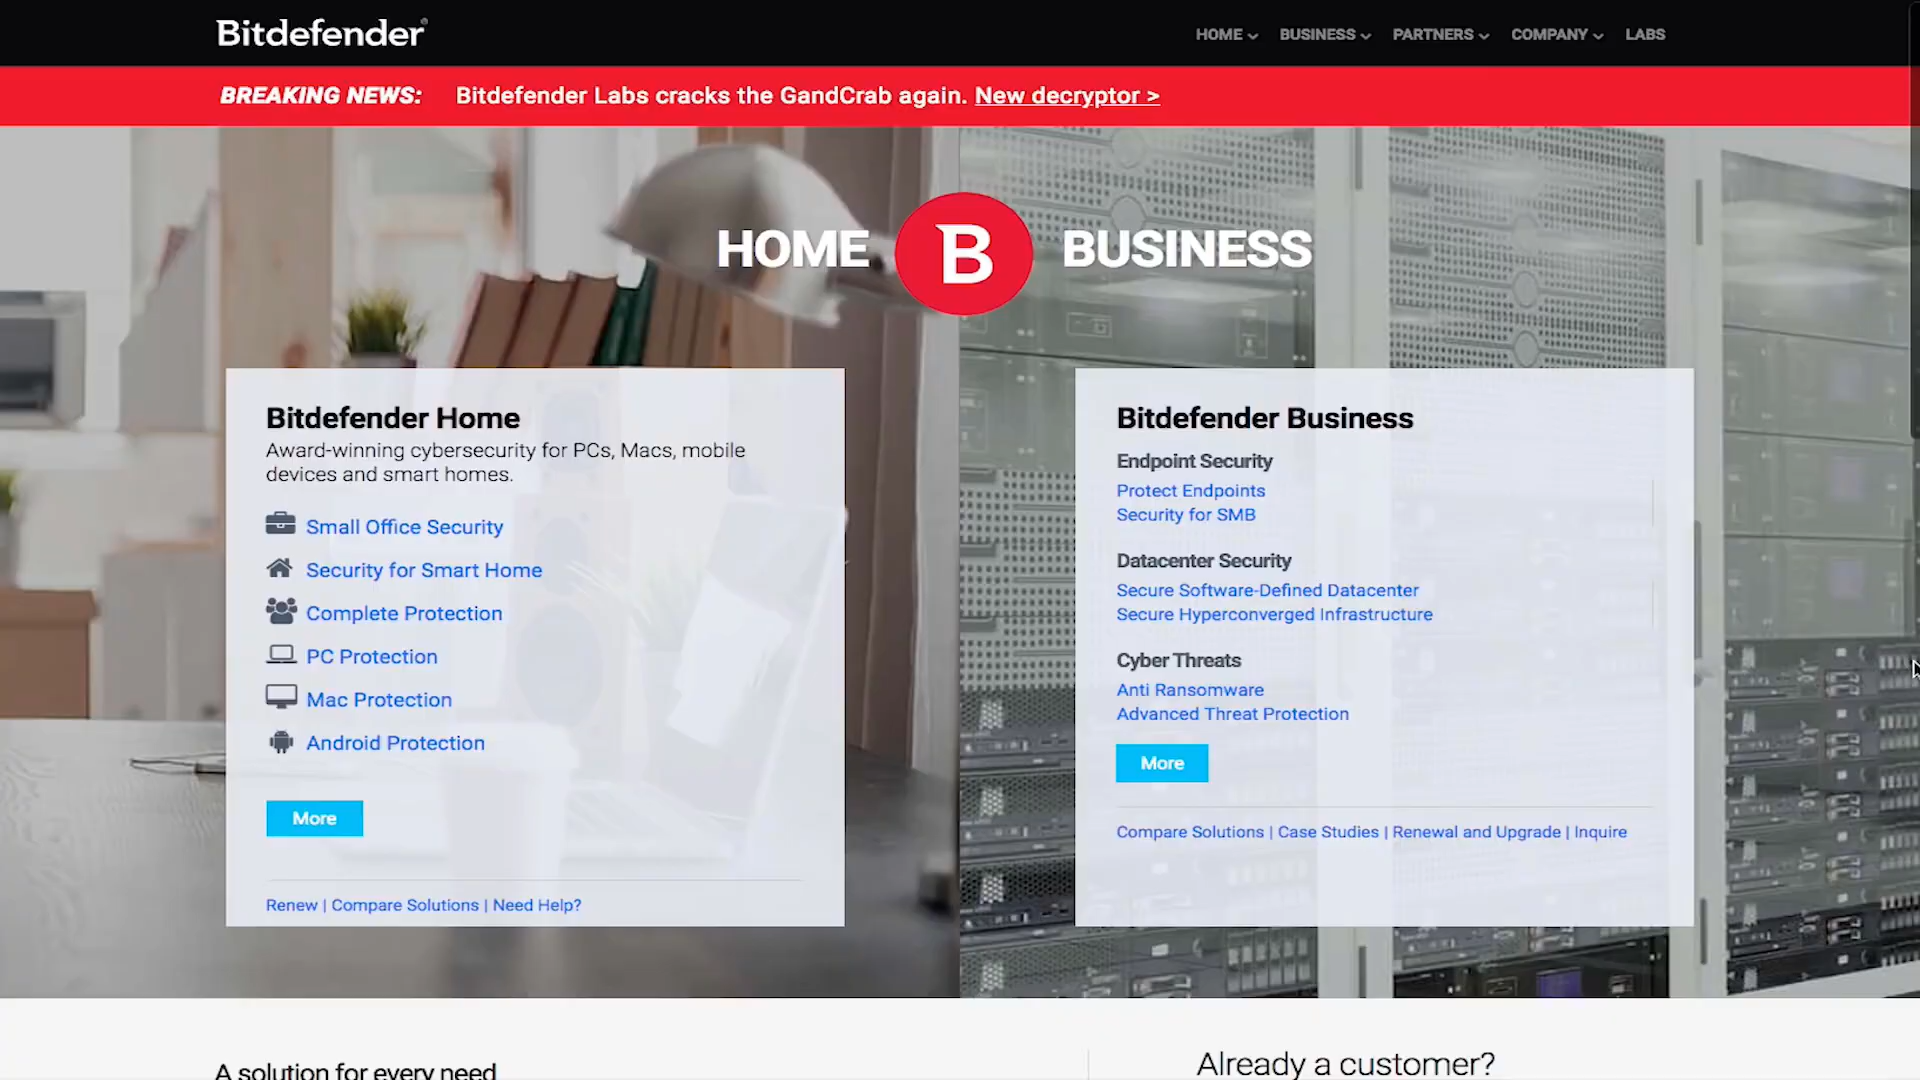 Bitdefender®
HOME BUSINESS PARTNERS COMPANY LABS
BREAKING NEWS: Bitdefender Labs cracks the GandCrab again. New decryptor >
HOME B BUSINESS
Bitdefender Home
Award-winning cybersecurity for PCs, Macs, mobile
devices and smart homes.
Small Office Security
Security for Smart Home
Complete Protection
PC Protection
Mac Protection
Android Protection
More
Renew | Compare Solutions | Need Help?
Bitdefender Business
Endpoint Security
Protect Endpoints
Security for SMB
Datacenter Security
Secure Software-Defined Datacenter
Secure Hyperconverged Infrastructure
Cyber Threats
Anti Ransomware
Advanced Threat Protection
More
Compare Solutions | Case Studies | Renewal and Upgrade | Inquire
A solution for every need
Already a customer?